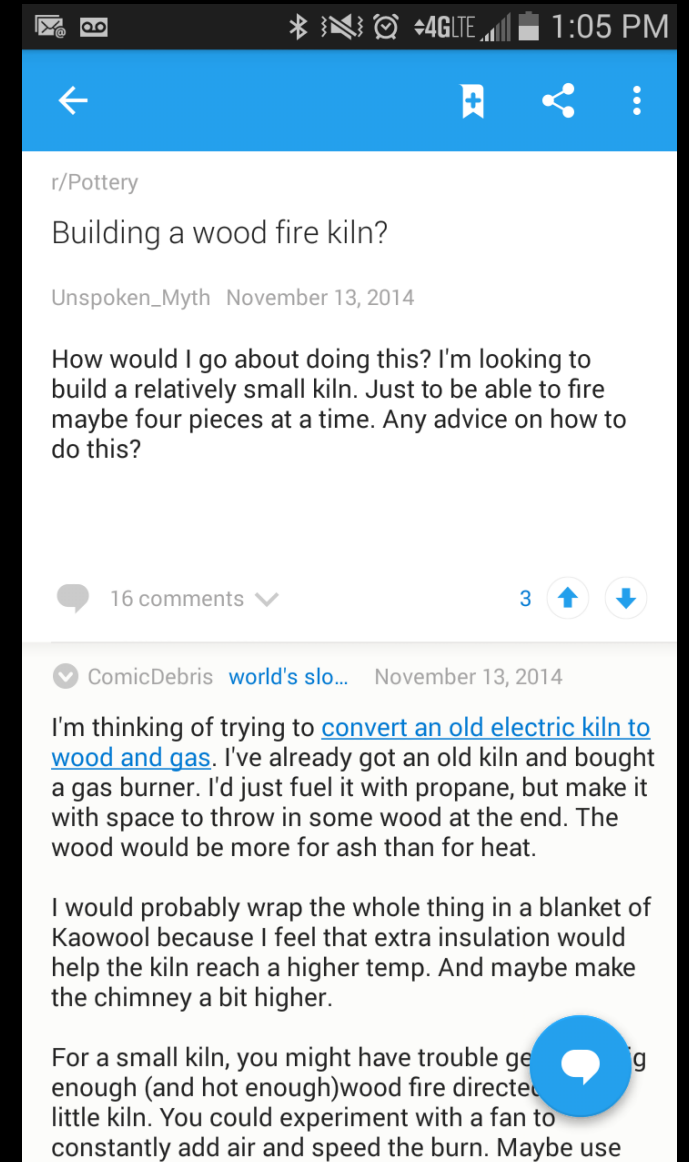 4GLTE 1:05 PM
r/Pottery
Building a wood fire kiln?
Unspoken_Myth November 13, 2014
How would I go about doing this? I'm looking to
build a relatively small kiln. Just to be able to fire
maybe four pieces at a time. Any advice on how to
do this?
16 comments 3
ComicDebris world's slo... November 13, 2014
I'm thinking of trying to convert an old electric kiln to
wood and gas. I've already got an old kiln and bought
a gas burner. I'd just fuel it with propane, but make it
with space to throw in some wood at the end. The
wood would be more for ash than for heat.
I would probably wrap the whole thing in a blanket of
Kaowool because I feel that extra insulation would
help the kiln reach a higher temp. And maybe make
the chimney a bit higher.
For a small kiln, you might have trouble
enough (and hot enough)wood fire
little kiln. You could experiment with a fan to
constantly add air and speed the burn. Maybe use